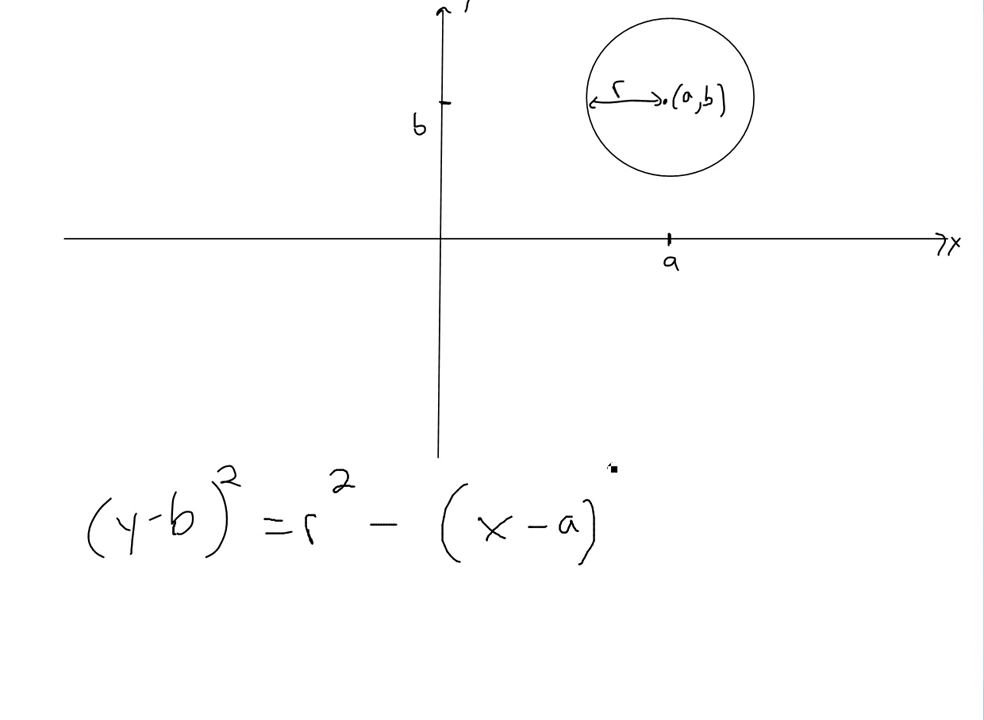 r
(a,b)
b
x
a
(y-b)² = r² - (x-a)